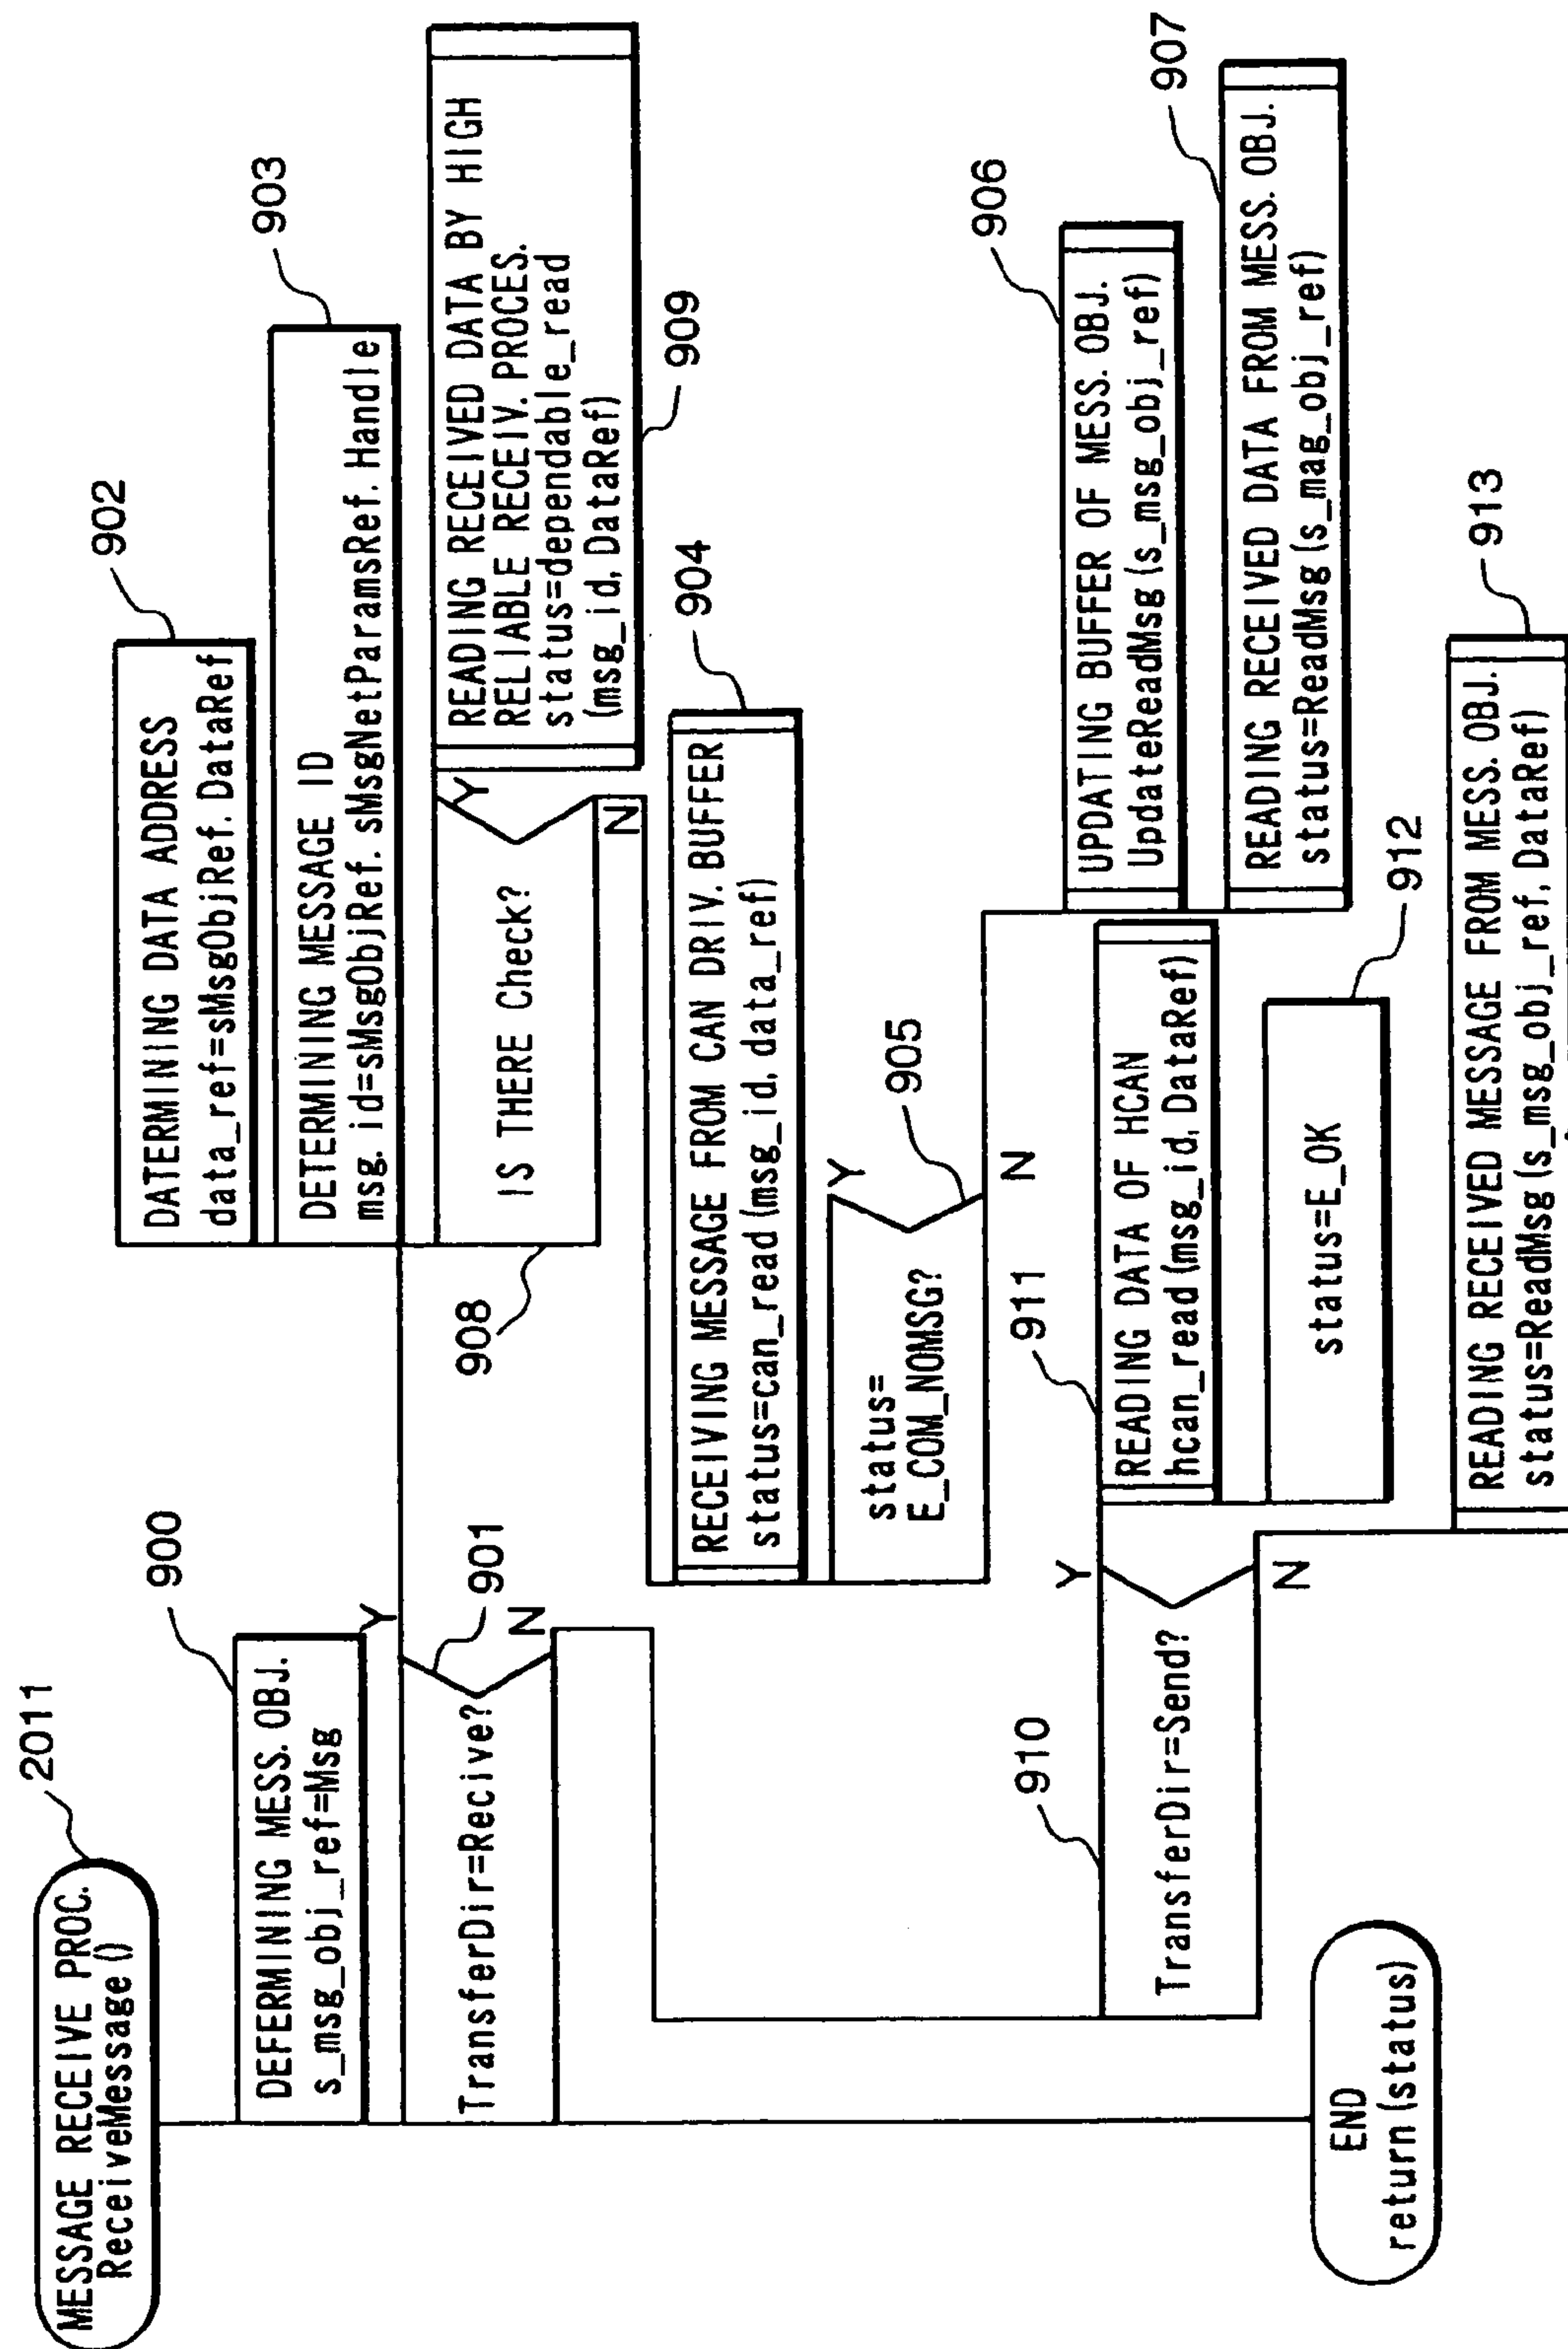 MESSAGE RECEIVE PROC.
ReceiveMessage()
2011
DEFERMINING MESS. OBJ.
s_msg_obj_ref=Msg
900
TransferDir=Recive?
901
Y
N
DATERMINING DATA ADDRESS
data_ref=sMsgObjRef.DataRef
902
DETERMINING MESSAGE ID
msg.id=sMsgObjRef.sMsgNetParamsRef.Handle
903
IS THERE Check?
908
Y
N
READING RECEIVED DATA BY HIGH
RELIABLE RECEIV. PROCES.
status=dependable_read
(msg_id,DataRef)
909
RECEIVING MESSAGE FROM CAN DRIV. BUFFER
status=can_read(msg_id,data_ref)
904
status=
E_COM_NOMSG?
905
Y
N
UPDATING BUFFER OF MESS. OBJ.
UpdateReadMsg(s_msg_obj_ref)
906
READING RECEIVED DATA FROM MESS. OBJ.
status=ReadMsg(s_mag_obj_ref)
907
TransferDir=Send?
910
Y
N
READING DATA OF HCAN
hcan_read(msg_id,DataRef)
911
status=E_OK
912
READING RECEIVED MESSAGE FROM MESS. OBJ.
status=ReadMsg(s_msg_obj_ref,DataRef)
913
END
return(status)